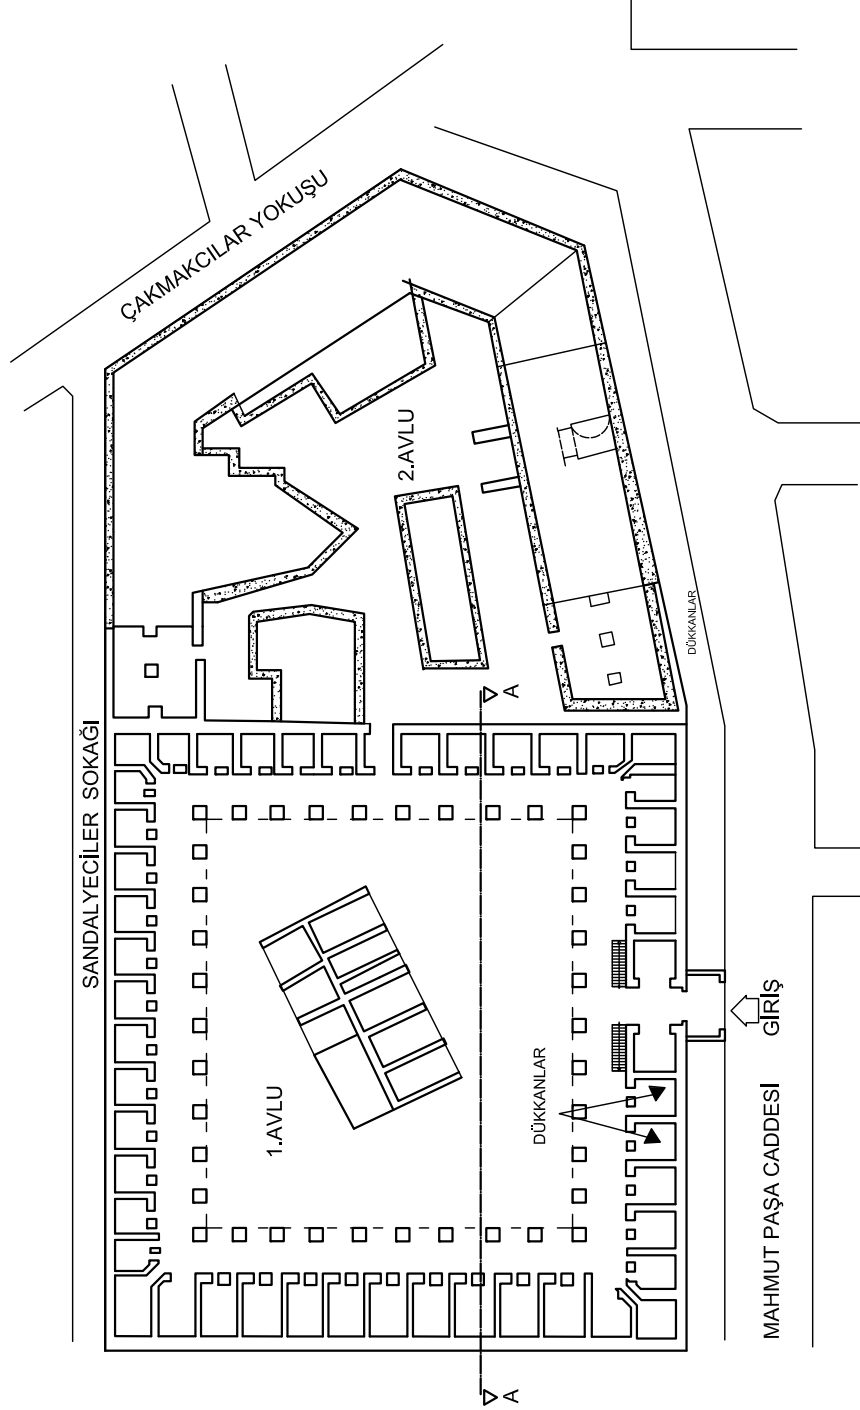 ÇAKMAKCILAR YOKUŞU
2.AVLU
DÜKKANLAR
SANDALYECİLER SOKAĞI
A
1.AVLU
DÜKKANLAR
GİRİŞ
MAHMUT PAŞA CADDESİ
A